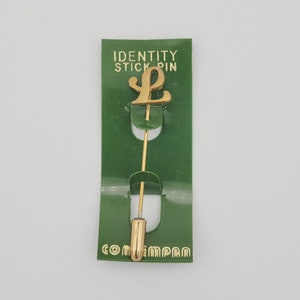 IDENTITY
STICK PIN
L
CONTEMPRA